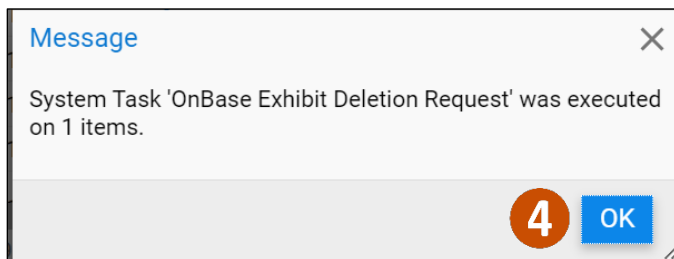 Message
System Task 'OnBase Exhibit Deletion Request' was executed
on 1 items.
4 OK